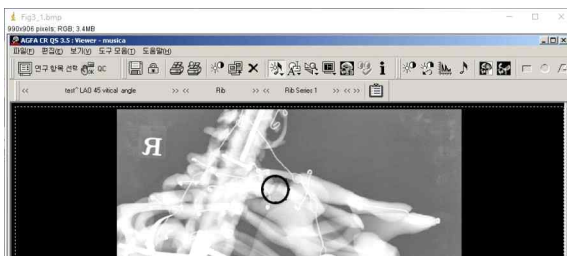 Fig3_1.bmp
990x906 pixels; RGB; 3.4MB
AGFA CR QS 3.5 : Viewer - musica
파일(F) 편집(E) 보기(V) 도구 모음(T) 도움말(H)
연구 항목 선택 OK QC
<< test^ LAO 45 vitical angle >> << Rib >> << Rib Series 1 >> << >>
R